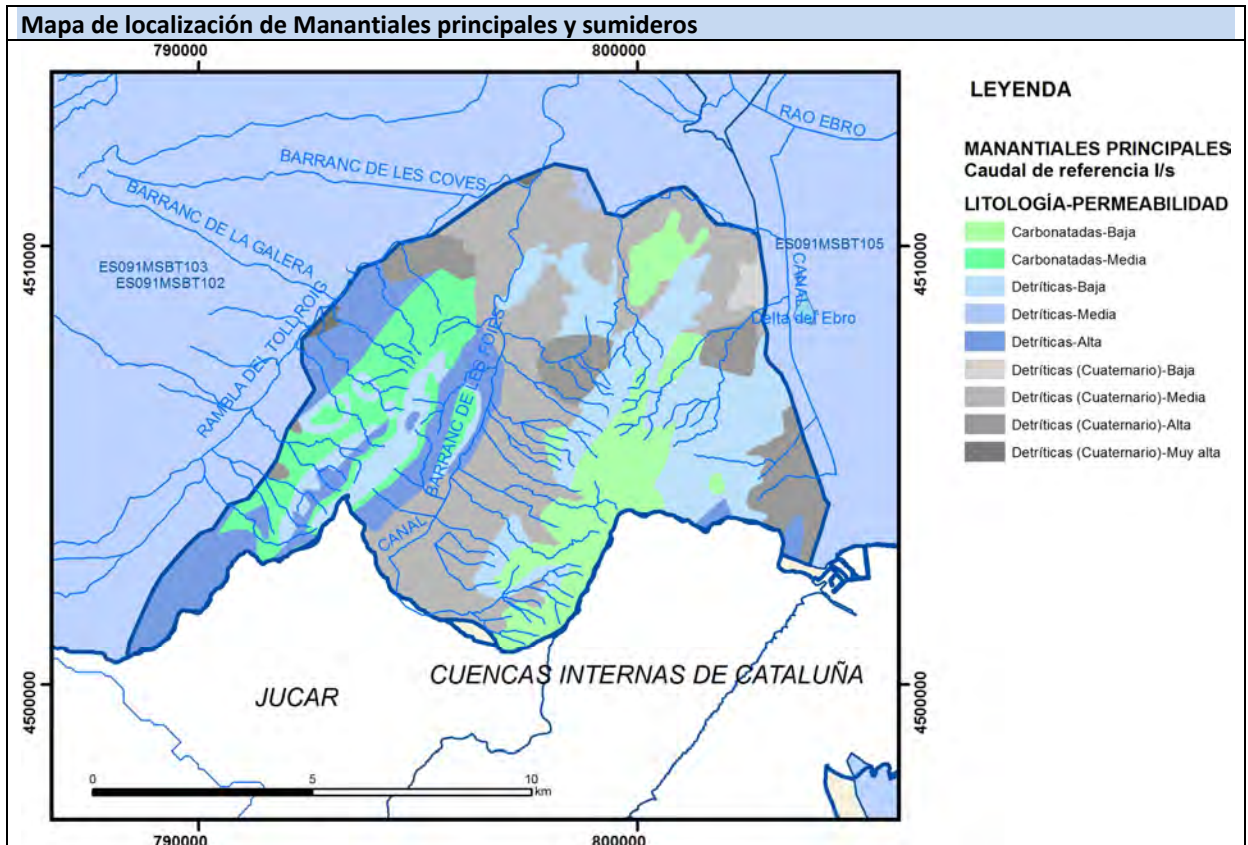 Mapa de localización de Manantiales principales y sumideros
790000
800000
LEYENDA
MANANTIALES PRINCIPALES
Caudal de referencia l/s
LITOLOGÍA-PERMEABILIDAD
Carbonatadas-Baja
Carbonatadas-Media
Detríticas-Baja
Detríticas-Media
Detríticas-Alta
Detríticas (Cuaternario)-Baja
Detríticas (Cuaternario)-Media
Detríticas (Cuaternario)-Alta
Detríticas (Cuaternario)-Muy alta
RAO EBRO
BARRANC DE LES COVES
BARRANC DE LA GALERA
4510000
4510000
ES091MSBT105
ES091MSBT103
ES091MSBT102
CANAL
Delta del Ebro
RAMBLA DEL TOLLROIG
BARRANC DE LES FOIES
CANAL
CUENCAS INTERNAS DE CATALUÑA
JUCAR
4500000
4500000
0
5
10
km
790000
800000